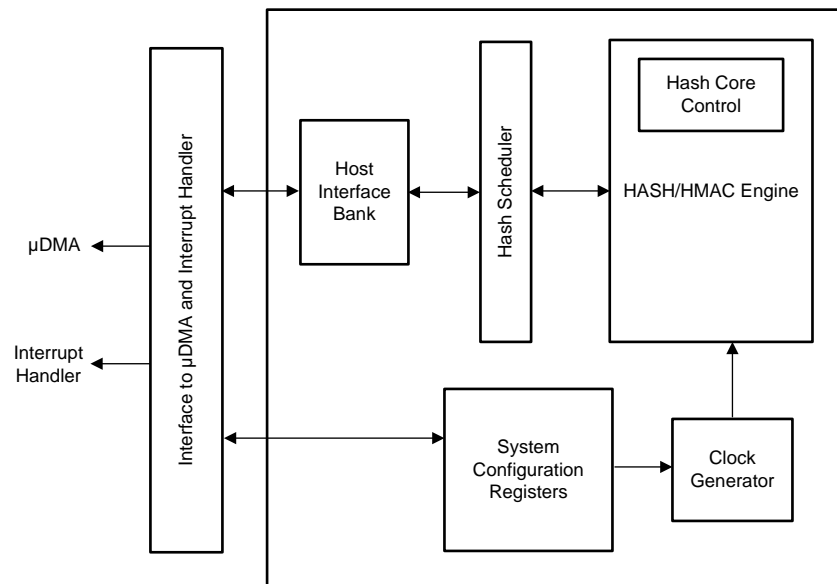 Hash Core
Control
Host
Interface
Bank
Hash Scheduler
HASH/HMAC Engine
Interface to µDMA and Interrupt Handler
µDMA
Interrupt
Handler
System
Configuration
Registers
Clock
Generator